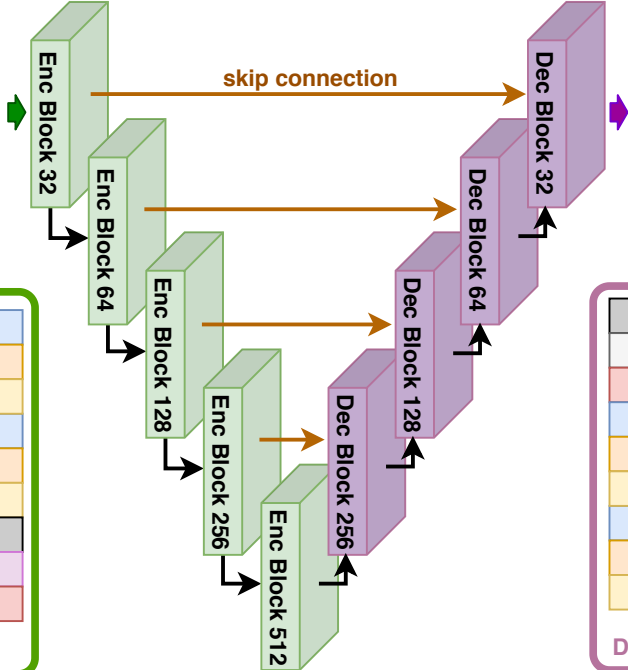 skip connection
Enc Block 32
Dec Block 32
Enc Block 64
Dec Block 64
Enc Block 128
Dec Block 128
Enc Block 256
Dec Block 256
Enc Block 512
D